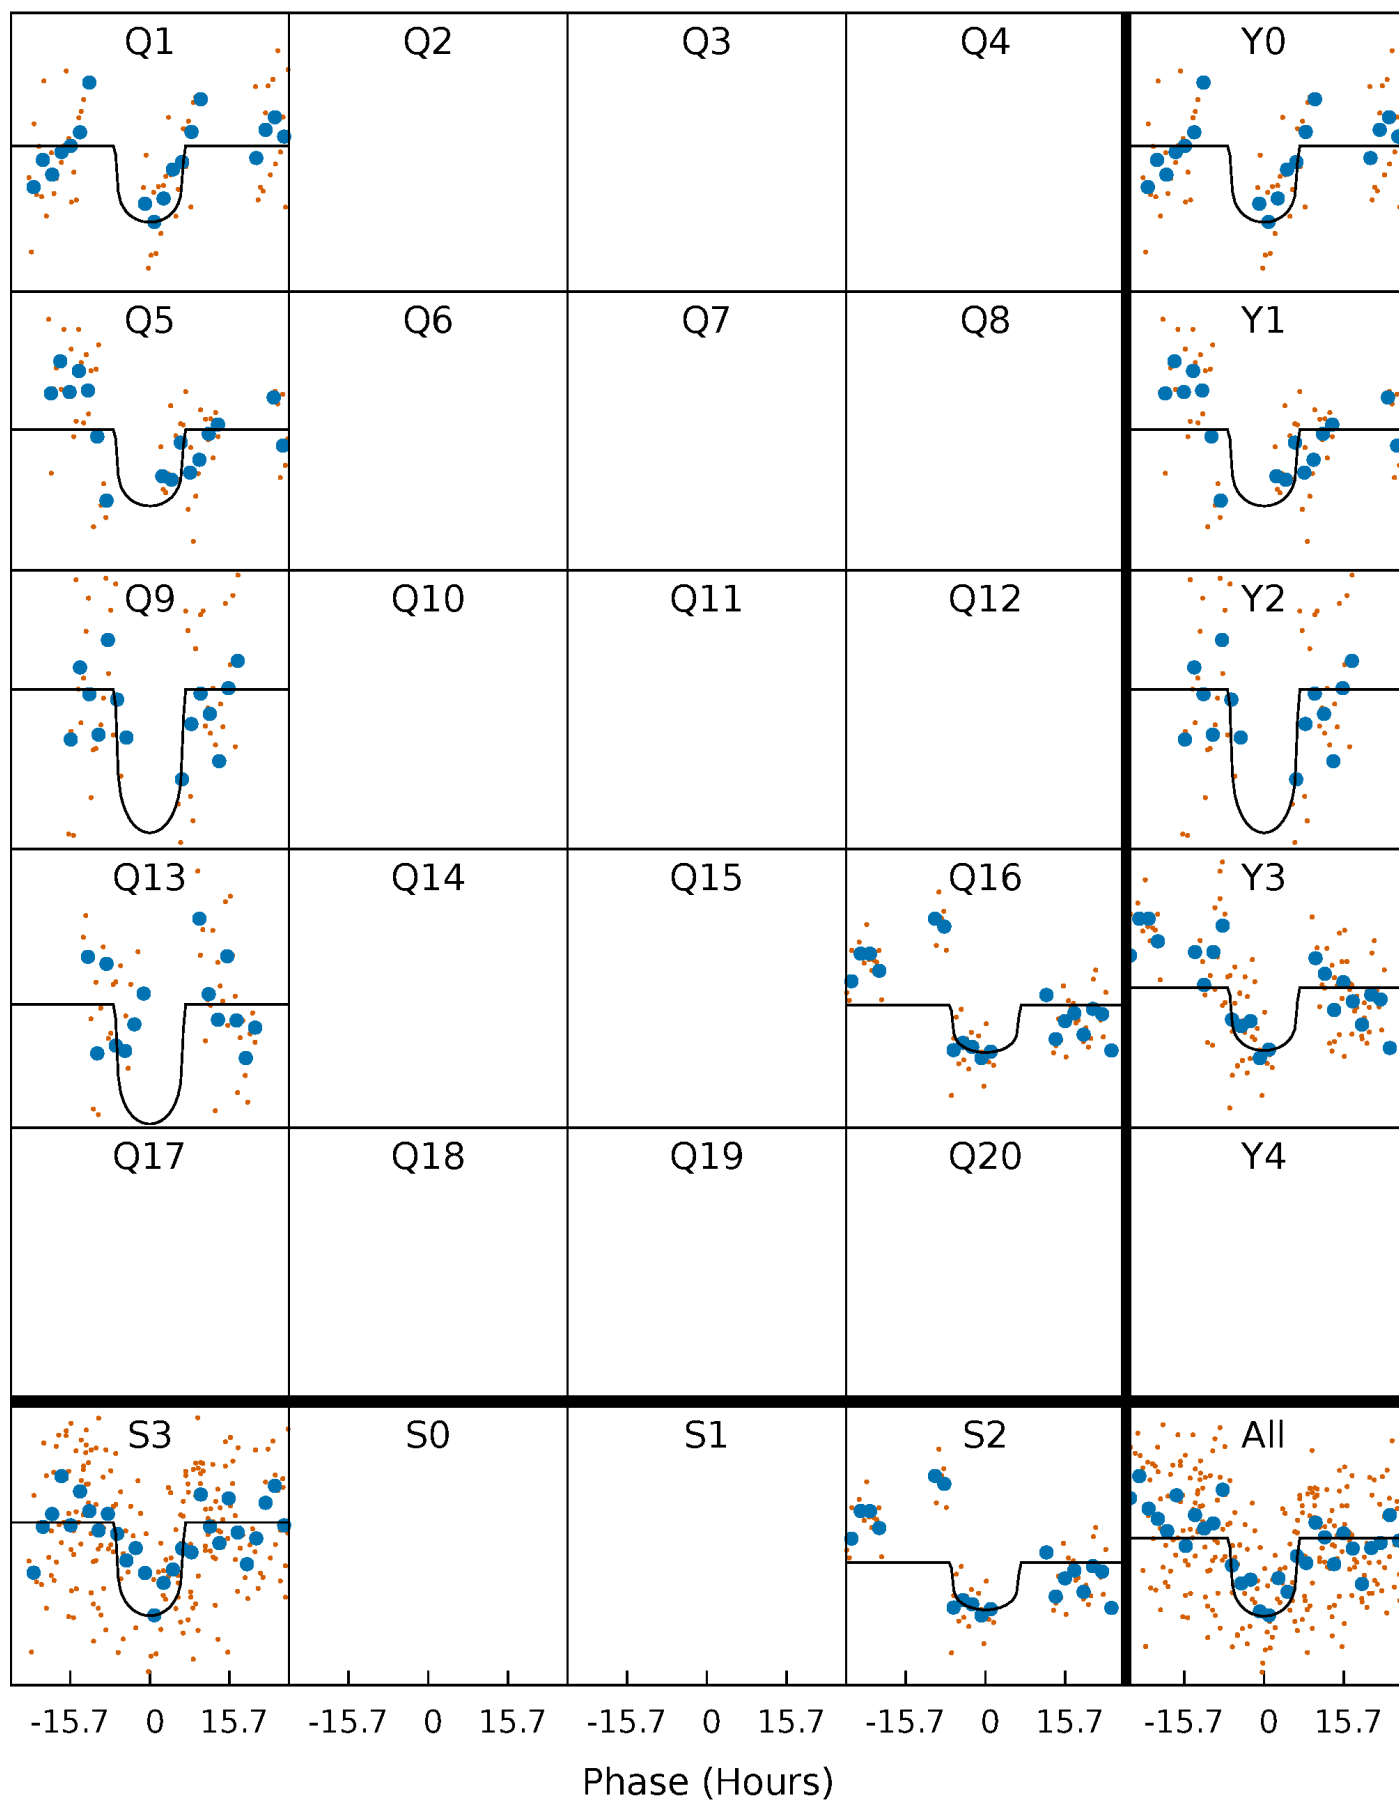 Q1 Q2 Q3 Q4 Y0
Q5 Q6 Q7 Q8 Y1
Q9 Q10 Q11 Q12 Y2
Q13 Q14 Q15 Q16 Y3
Q17 Q18 Q19 Q20 Y4
S3 S0 S1 S2 All
-15.7 0 15.7 -15.7 0 15.7 -15.7 0 15.7 -15.7 0 15.7 -15.7 0 15.7
Phase (Hours)